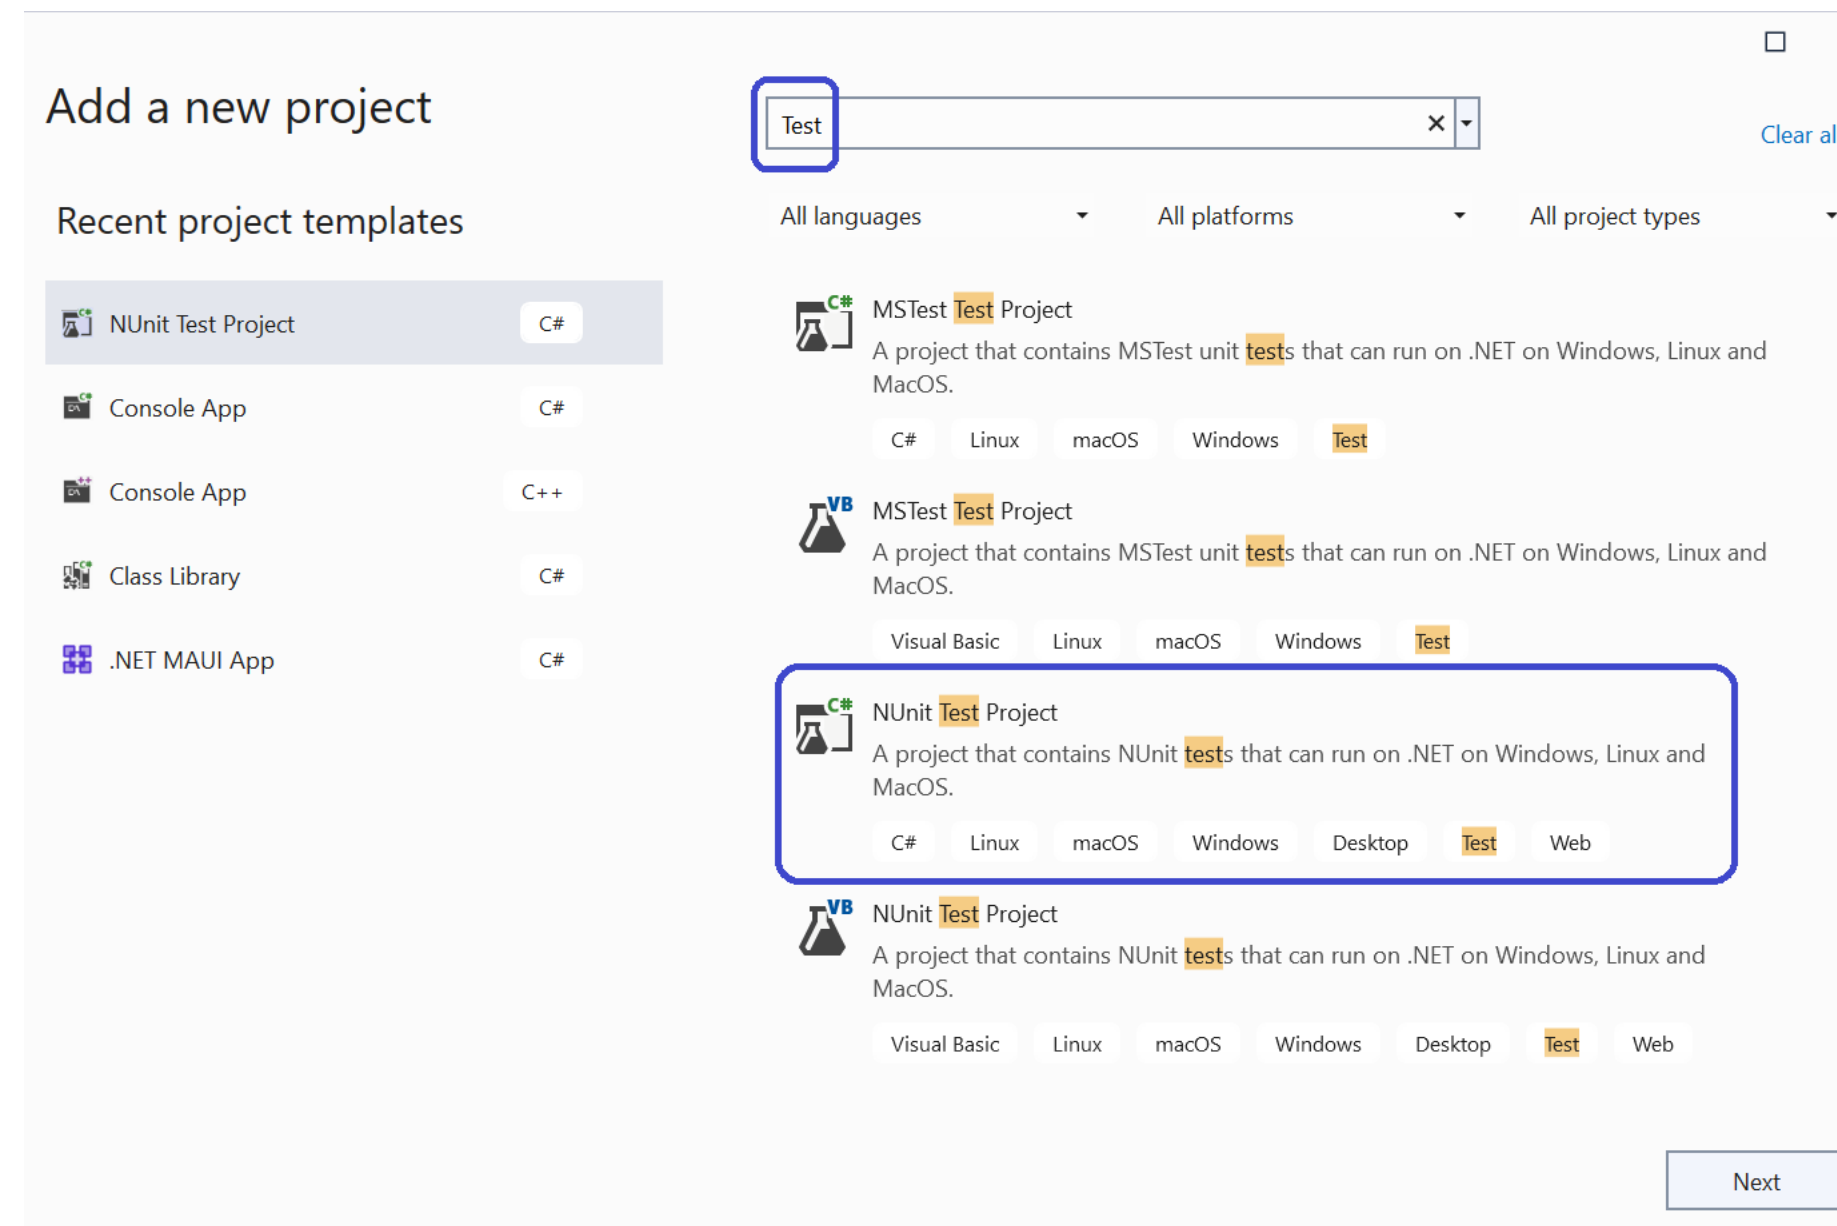 Add a new project
Test
Clear al
Recent project templates
All languages
All platforms
All project types
NUnit Test Project
C#
Console App
C#
Console App
C++
Class Library
C#
.NET MAUI App
C#
C#
MSTest Test Project
A project that contains MSTest unit tests that can run on .NET on Windows, Linux and
MacOS.
C# Linux macOS Windows Test
VB
MSTest Test Project
A project that contains MSTest unit tests that can run on .NET on Windows, Linux and
MacOS.
Visual Basic Linux macOS Windows Test
C#
NUnit Test Project
A project that contains NUnit tests that can run on .NET on Windows, Linux and
MacOS.
C# Linux macOS Windows Desktop Test Web
VB
NUnit Test Project
A project that contains NUnit tests that can run on .NET on Windows, Linux and
MacOS.
Visual Basic Linux macOS Windows Desktop Test Web
Next